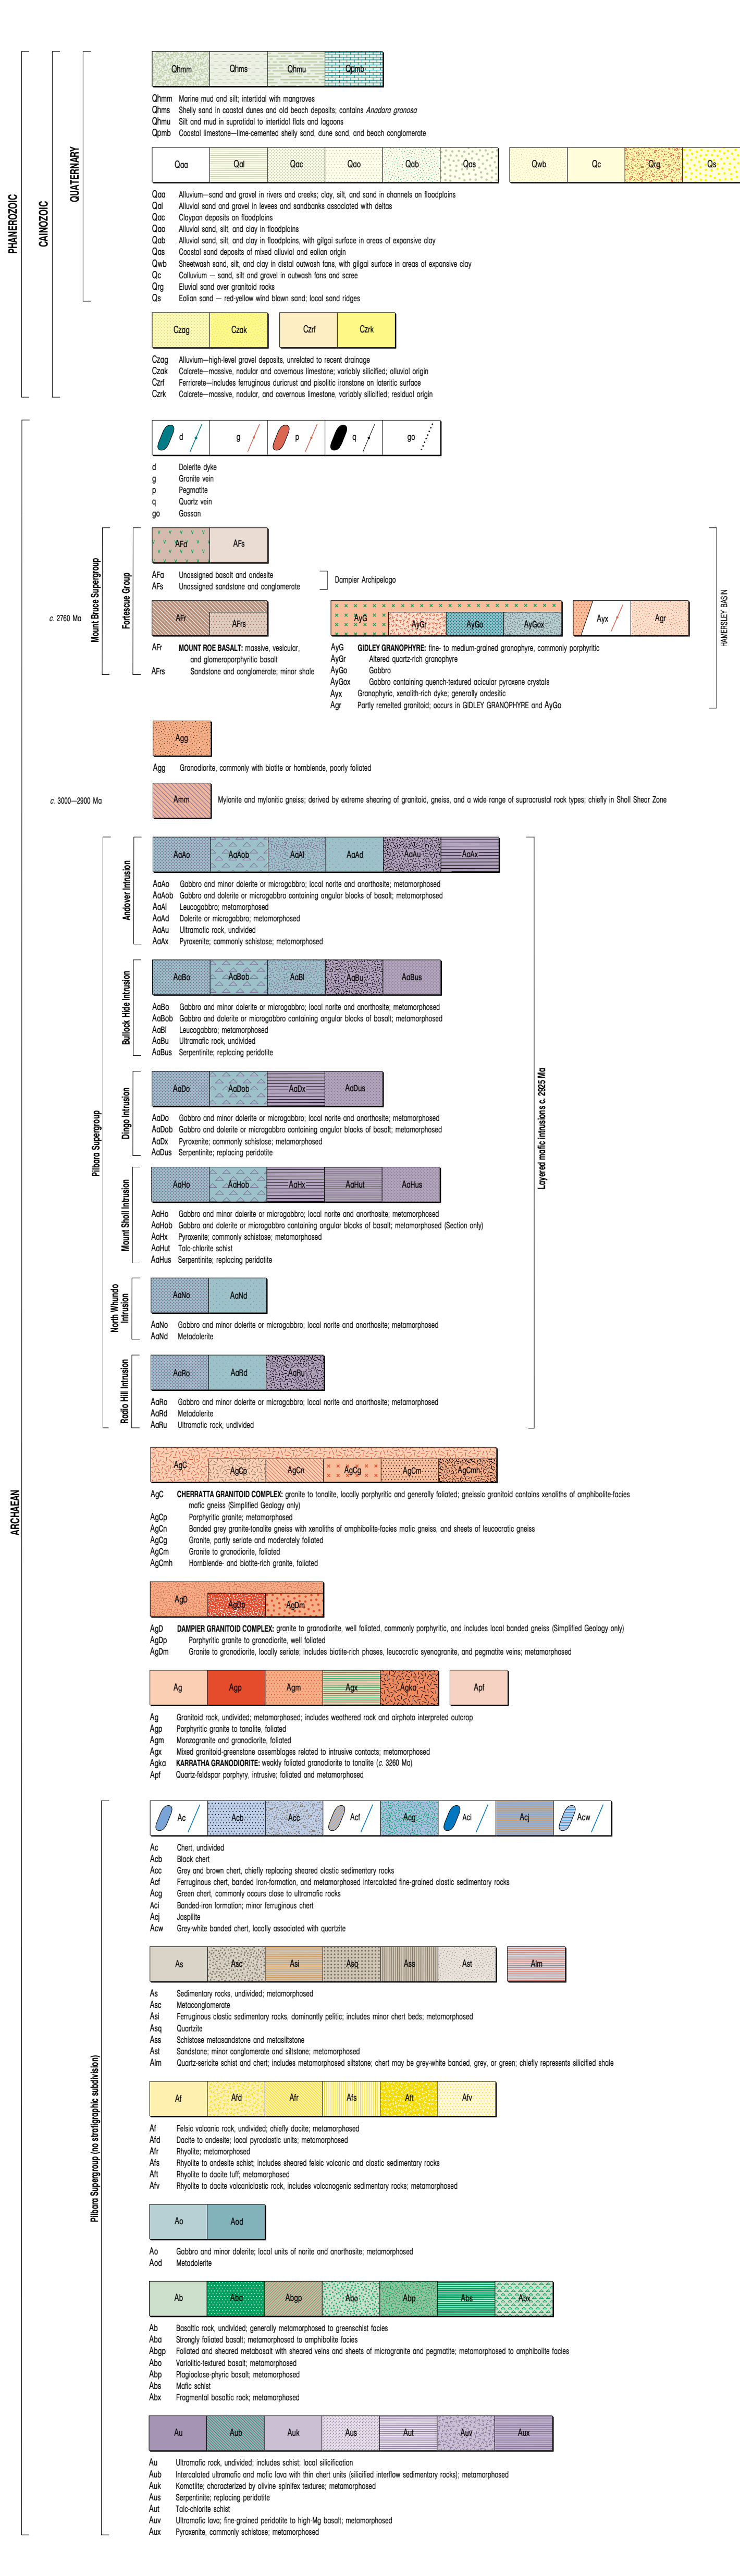 PHANEROZOIC
CAINOZOIC
QUATERNARY
Qhmm Qhms Qhmu Qpmb
Qhmm Marine mud and silt; intertidal with mangroves
Qhms Shelly sand in coastal dunes and old beach deposits; contains Anadara granosa
Qhmu Silt and mud in supratidal to intertidal flats and lagoons
Qpmb Coastal limestone—lime-cemented shelly sand, dune sand, and beach conglomerate
Qaa Qal Qac Qao Qab Qas Qwb Qc Qrg Qs
Qaa Alluvium—sand and gravel in rivers and creeks; clay, silt, and sand in channels on floodplains
Qal Alluvial sand and gravel in levees and sandbanks associated with deltas
Qac Claypan deposits on floodplains
Qao Alluvial sand, silt, and clay in floodplains
Qab Alluvial sand, silt, and clay in floodplains, with gilgai surface in areas of expansive clay
Qas Coastal sand deposits of mixed alluvial and eolian origin
Qwb Sheetwash sand, silt, and clay in distal outwash fans, with gilgai surface in areas of expansive clay
Qc Colluvium — sand, silt and gravel in outwash fans and scree
Qrg Eluvial sand over granitoid rocks
Qs Eolian sand — red-yellow wind blown sand; local sand ridges
Czag Czak Czrf Czrk
Czag Alluvium—high-level gravel deposits, unrelated to recent drainage
Czak Calcrete—massive, nodular and cavernous limestone; variably silicified; alluvial origin
Czrf Ferricrete—includes ferruginous duricrust and pisolitic ironstone on lateritic surface
Czrk Calcrete—massive, nodular, and cavernous limestone, variably silicified; residual origin
ARCHAEAN
d g p q go
d Dolerite dyke
g Granite vein
p Pegmatite
q Quartz vein
go Gossan
c. 2760 Ma
Mount Bruce Supergroup
Fortescue Group
HAMERSLEY BASIN
AFd AFs
AFa Unassigned basalt and andesite
AFs Unassigned sandstone and conglomerate
Dampier Archipelago
AFr AFrs
AFr MOUNT ROE BASALT: massive, vesicular,
and glomeroporphyritic basalt
AFrs Sandstone and conglomerate; minor shale
AyG AyGr AyGo AyGox Ayx Agr
AyG GIDLEY GRANOPHYRE: fine- to medium-grained granophyre, commonly porphyritic
AyGr Altered quartz-rich granophyre
AyGo Gabbro
AyGox Gabbro containing quench-textured acicular pyroxene crystals
Ayx Granophyric, xenolith-rich dyke; generally andesitic
Agr Partly remelted granitoid; occurs in GIDLEY GRANOPHYRE and AyGo
Agg
Agg Granodiorite, commonly with biotite or hornblende, poorly foliated
c. 3000—2900 Ma
Amm Mylonite and mylonitic gneiss; derived by extreme shearing of granitoid, gneiss, and a wide range of supracrustal rock types; chiefly in Sholl Shear Zone
Pilbara Supergroup
Layered mafic intrusions c. 2925 Ma
Andover Intrusion
AaAo AaAob AaAl AaAd AaAu AaAx
AaAo Gabbro and minor dolerite or microgabbro; local norite and anorthosite; metamorphosed
AaAob Gabbro and dolerite or microgabbro containing angular blocks of basalt; metamorphosed
AaAl Leucogabbro; metamorphosed
AaAd Dolerite or microgabbro; metamorphosed
AaAu Ultramafic rock, undivided
AaAx Pyroxenite; commonly schistose; metamorphosed
Bullock Hide Intrusion
AaBo AaBob AaBl AaBu AaBus
AaBo Gabbro and minor dolerite or microgabbro; local norite and anorthosite; metamorphosed
AaBob Gabbro and dolerite or microgabbro containing angular blocks of basalt; metamorphosed
AaBl Leucogabbro; metamorphosed
AaBu Ultramafic rock, undivided
AaBus Serpentinite; replacing peridotite
Dingo Intrusion
AaDo AaDob AaDx AaDus
AaDo Gabbro and minor dolerite or microgabbro; local norite and anorthosite; metamorphosed
AaDob Gabbro and dolerite or microgabbro containing angular blocks of basalt; metamorphosed
AaDx Pyroxenite; commonly schistose; metamorphosed
AaDus Serpentinite; replacing peridotite
Mount Sholl Intrusion
AaHo AaHob AaHx AaHut AaHus
AaHo Gabbro and minor dolerite or microgabbro; local norite and anorthosite; metamorphosed
AaHob Gabbro and dolerite or microgabbro containing angular blocks of basalt; metamorphosed (Section only)
AaHx Pyroxenite; commonly schistose; metamorphosed
AaHut Talc-chlorite schist
AaHus Serpentinite; replacing peridotite
North Whundo
Intrusion
AaNo AaNd
AaNo Gabbro and minor dolerite or microgabbro; local norite and anorthosite; metamorphosed
AaNd Metadolerite
Radio Hill Intrusion
AaRo AaRd AaRu
AaRo Gabbro and minor dolerite or microgabbro; local norite and anorthosite; metamorphosed
AaRd Metadolerite
AaRu Ultramafic rock, undivided
AgC AgCp AgCn AgCg AgCm AgCmh
AgC CHERRATTA GRANITOID COMPLEX: granite to tonalite, locally porphyritic and generally foliated; gneissic granitoid contains xenoliths of amphibolite-facies
mafic gneiss (Simplified Geology only)
AgCp Porphyritic granite; metamorphosed
AgCn Banded grey granite-tonalite gneiss with xenoliths of amphibolite-facies mafic gneiss, and sheets of leucocratic gneiss
AgCg Granite, partly seriate and moderately foliated
AgCm Granite to granodiorite, foliated
AgCmh Hornblende- and biotite-rich granite, foliated
AgD AgDp AgDm
AgD DAMPIER GRANITOID COMPLEX: granite to granodiorite, well foliated, commonly porphyritic, and includes local banded gneiss (Simplified Geology only)
AgDp Porphyritic granite to granodiorite, well foliated
AgDm Granite to granodiorite, locally seriate; includes biotite-rich phases, leucocratic syenogranite, and pegmatite veins; metamorphosed
Ag Agp Agm Agx Agka Apf
Ag Granitoid rock, undivided; metamorphosed; includes weathered rock and airphoto interpreted outcrop
Agp Porphyritic granite to tonalite, foliated
Agm Monzogranite and granodiorite, foliated
Agx Mixed granitoid-greenstone assemblages related to intrusive contacts; metamorphosed
Agka KARRATHA GRANODIORITE: weakly foliated granodiorite to tonalite (c. 3260 Ma)
Apf Quartz-feldspar porphyry, intrusive; foliated and metamorphosed
Pilbara Supergroup (no stratigraphic subdivision)
Ac Acb Acc Acf Acg Aci Acj Acw
Ac Chert, undivided
Acb Black chert
Acc Grey and brown chert, chiefly replacing sheared clastic sedimentary rocks
Acf Ferruginous chert, banded iron-formation, and metamorphosed intercalated fine-grained clastic sedimentary rocks
Acg Green chert, commonly occurs close to ultramafic rocks
Aci Banded-iron formation; minor ferruginous chert
Acj Jaspilite
Acw Grey-white banded chert, locally associated with quartzite
As Asc Asi Asq Ass Ast Alm
As Sedimentary rocks, undivided; metamorphosed
Asc Metaconglomerate
Asi Ferruginous clastic sedimentary rocks, dominantly pelitic; includes minor chert beds; metamorphosed
Asq Quartzite
Ass Schistose metasandstone and metasiltstone
Ast Sandstone; minor conglomerate and siltstone; metamorphosed
Alm Quartz-sericite schist and chert; includes metamorphosed siltstone; chert may be grey-white banded, grey, or green; chiefly represents silicified shale
Af Afd Afr Afs Aft Afv
Af Felsic volcanic rock, undivided; chiefly dacite; metamorphosed
Afd Dacite to andesite; local pyroclastic units; metamorphosed
Afr Rhyolite; metamorphosed
Afs Rhyolite to andesite schist; includes sheared felsic volcanic and clastic sedimentary rocks
Aft Rhyolite to dacite tuff; metamorphosed
Afv Rhyolite to dacite volcaniclastic rock, includes volcanogenic sedimentary rocks; metamorphosed
Ao Aod
Ao Gabbro and minor dolerite; local units of norite and anorthosite; metamorphosed
Aod Metadolerite
Ab Aba Abgp Abo Abp Abs Abx
Ab Basaltic rock, undivided; generally metamorphosed to greenschist facies
Aba Strongly foliated basalt; metamorphosed to amphibolite facies
Abgp Foliated and sheared metabasalt with sheared veins and sheets of microgranite and pegmatite; metamorphosed to amphibolite facies
Abo Variolitic-textured basalt; metamorphosed
Abp Plagioclase-phyric basalt; metamorphosed
Abs Mafic schist
Abx Fragmental basaltic rock; metamorphosed
Au Aub Auk Aus Aut Auv Aux
Au Ultramafic rock, undivided; includes schist, local silicification
Aub Intercalated ultramafic and mafic lava with thin chert units (silicified interflow sedimentary rocks); metamorphosed
Auk Komatiite; characterized by olivine spinifex textures; metamorphosed
Aus Serpentinite; replacing peridotite
Aut Talc-chlorite schist
Auv Ultramafic lava; fine-grained peridotite to high-Mg basalt; metamorphosed
Aux Pyroxenite, commonly schistose; metamorphosed